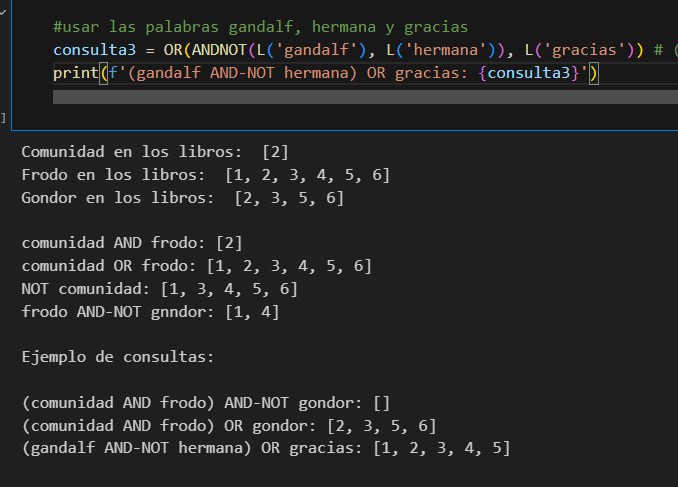 #usar las palabras gandalf, hermana y gracias
consulta3 = OR(ANDNOT(L('gandalf'), L('hermana')), L('gracias')) # (
print(f'(gandalf AND-NOT hermana) OR gracias: {consulta3}')
]
Comunidad en los libros:  [2]
Frodo en los libros:  [1, 2, 3, 4, 5, 6]
Gondor en los libros:  [2, 3, 5, 6]
comunidad AND frodo: [2]
comunidad OR frodo: [1, 2, 3, 4, 5, 6]
NOT comunidad: [1, 3, 4, 5, 6]
frodo AND-NOT gnndor: [1, 4]
Ejemplo de consultas:
(comunidad AND frodo) AND-NOT gondor: []
(comunidad AND frodo) OR gondor: [2, 3, 5, 6]
(gandalf AND-NOT hermana) OR gracias: [1, 2, 3, 4, 5]